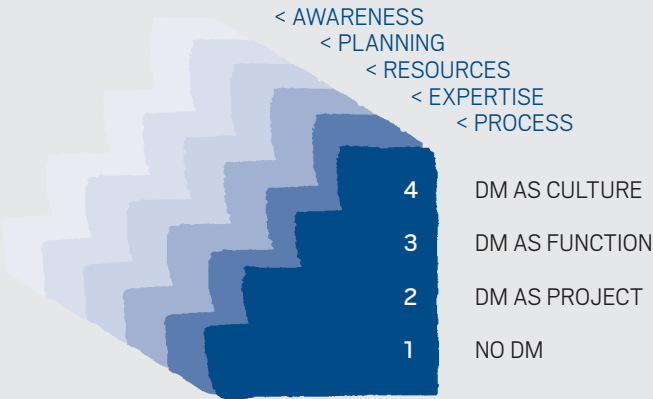 < AWARENESS
< PLANNING
< RESOURCES
< EXPERTISE
< PROCESS
4 DM AS CULTURE
3 DM AS FUNCTION
2 DM AS PROJECT
1 NO DM